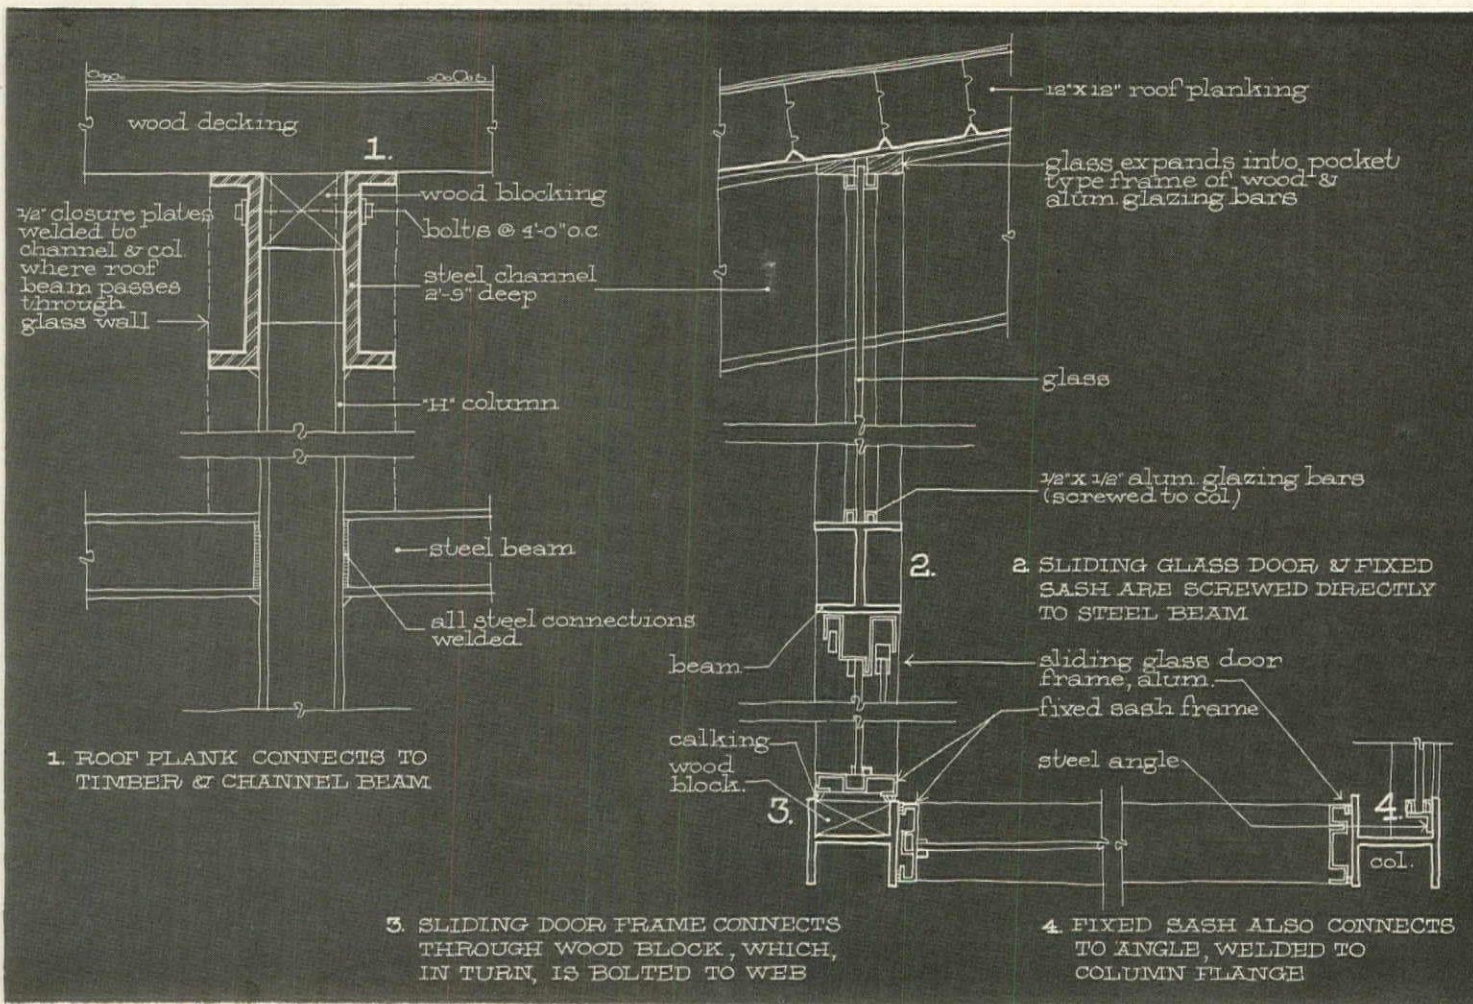 wood decking
1.
wood blocking
bolts @ 4'-0" o.c
steel channel
2'-9" deep
1/2" closure plates
welded to
channel & col.
where roof
beam passes
through
glass wall
"H" column
steel beam
all steel connections
welded
1. ROOF PLANK CONNECTS TO
TIMBER & CHANNEL BEAM
12" X 12" roof planking
glass expands into pocket
type frame of wood &
alum glazing bars
glass
1/2" X 1/2" alum glazing bars
(screwed to col.)
2.
2. SLIDING GLASS DOOR & FIXED
SASH ARE SCREWED DIRECTLY
TO STEEL BEAM
beam
sliding glass door
frame, alum.
fixed sash frame
calking
wood
block.
steel angle
3.
4.
col.
3. SLIDING DOOR FRAME CONNECTS
THROUGH WOOD BLOCK, WHICH,
IN TURN, IS BOLTED TO WEB
4. FIXED SASH ALSO CONNECTS
TO ANGLE, WELDED TO
COLUMN FLANGE